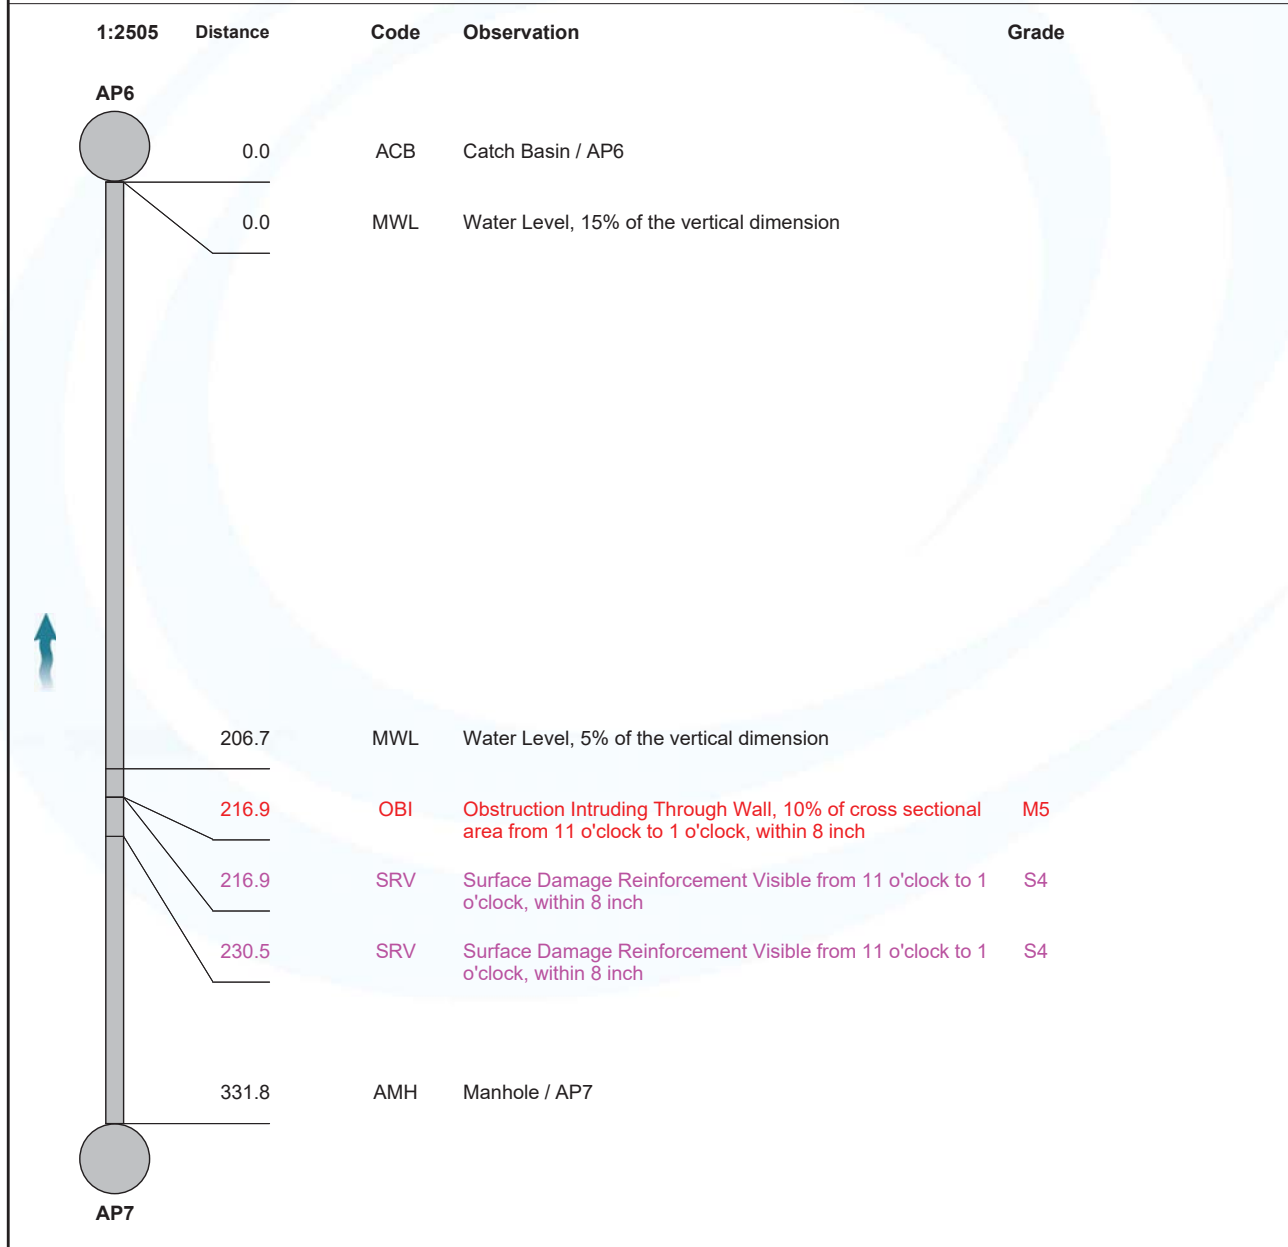 1:2505 Distance Code Observation Grade
AP6
0.0 ACB Catch Basin / AP6
0.0 MWL Water Level, 15% of the vertical dimension
206.7 MWL Water Level, 5% of the vertical dimension
216.9 OBI Obstruction Intruding Through Wall, 10% of cross sectional M5
area from 11 o'clock to 1 o'clock, within 8 inch
216.9 SRV Surface Damage Reinforcement Visible from 11 o'clock to 1 S4
o'clock, within 8 inch
230.5 SRV Surface Damage Reinforcement Visible from 11 o'clock to 1 S4
o'clock, within 8 inch
331.8 AMH Manhole / AP7
AP7